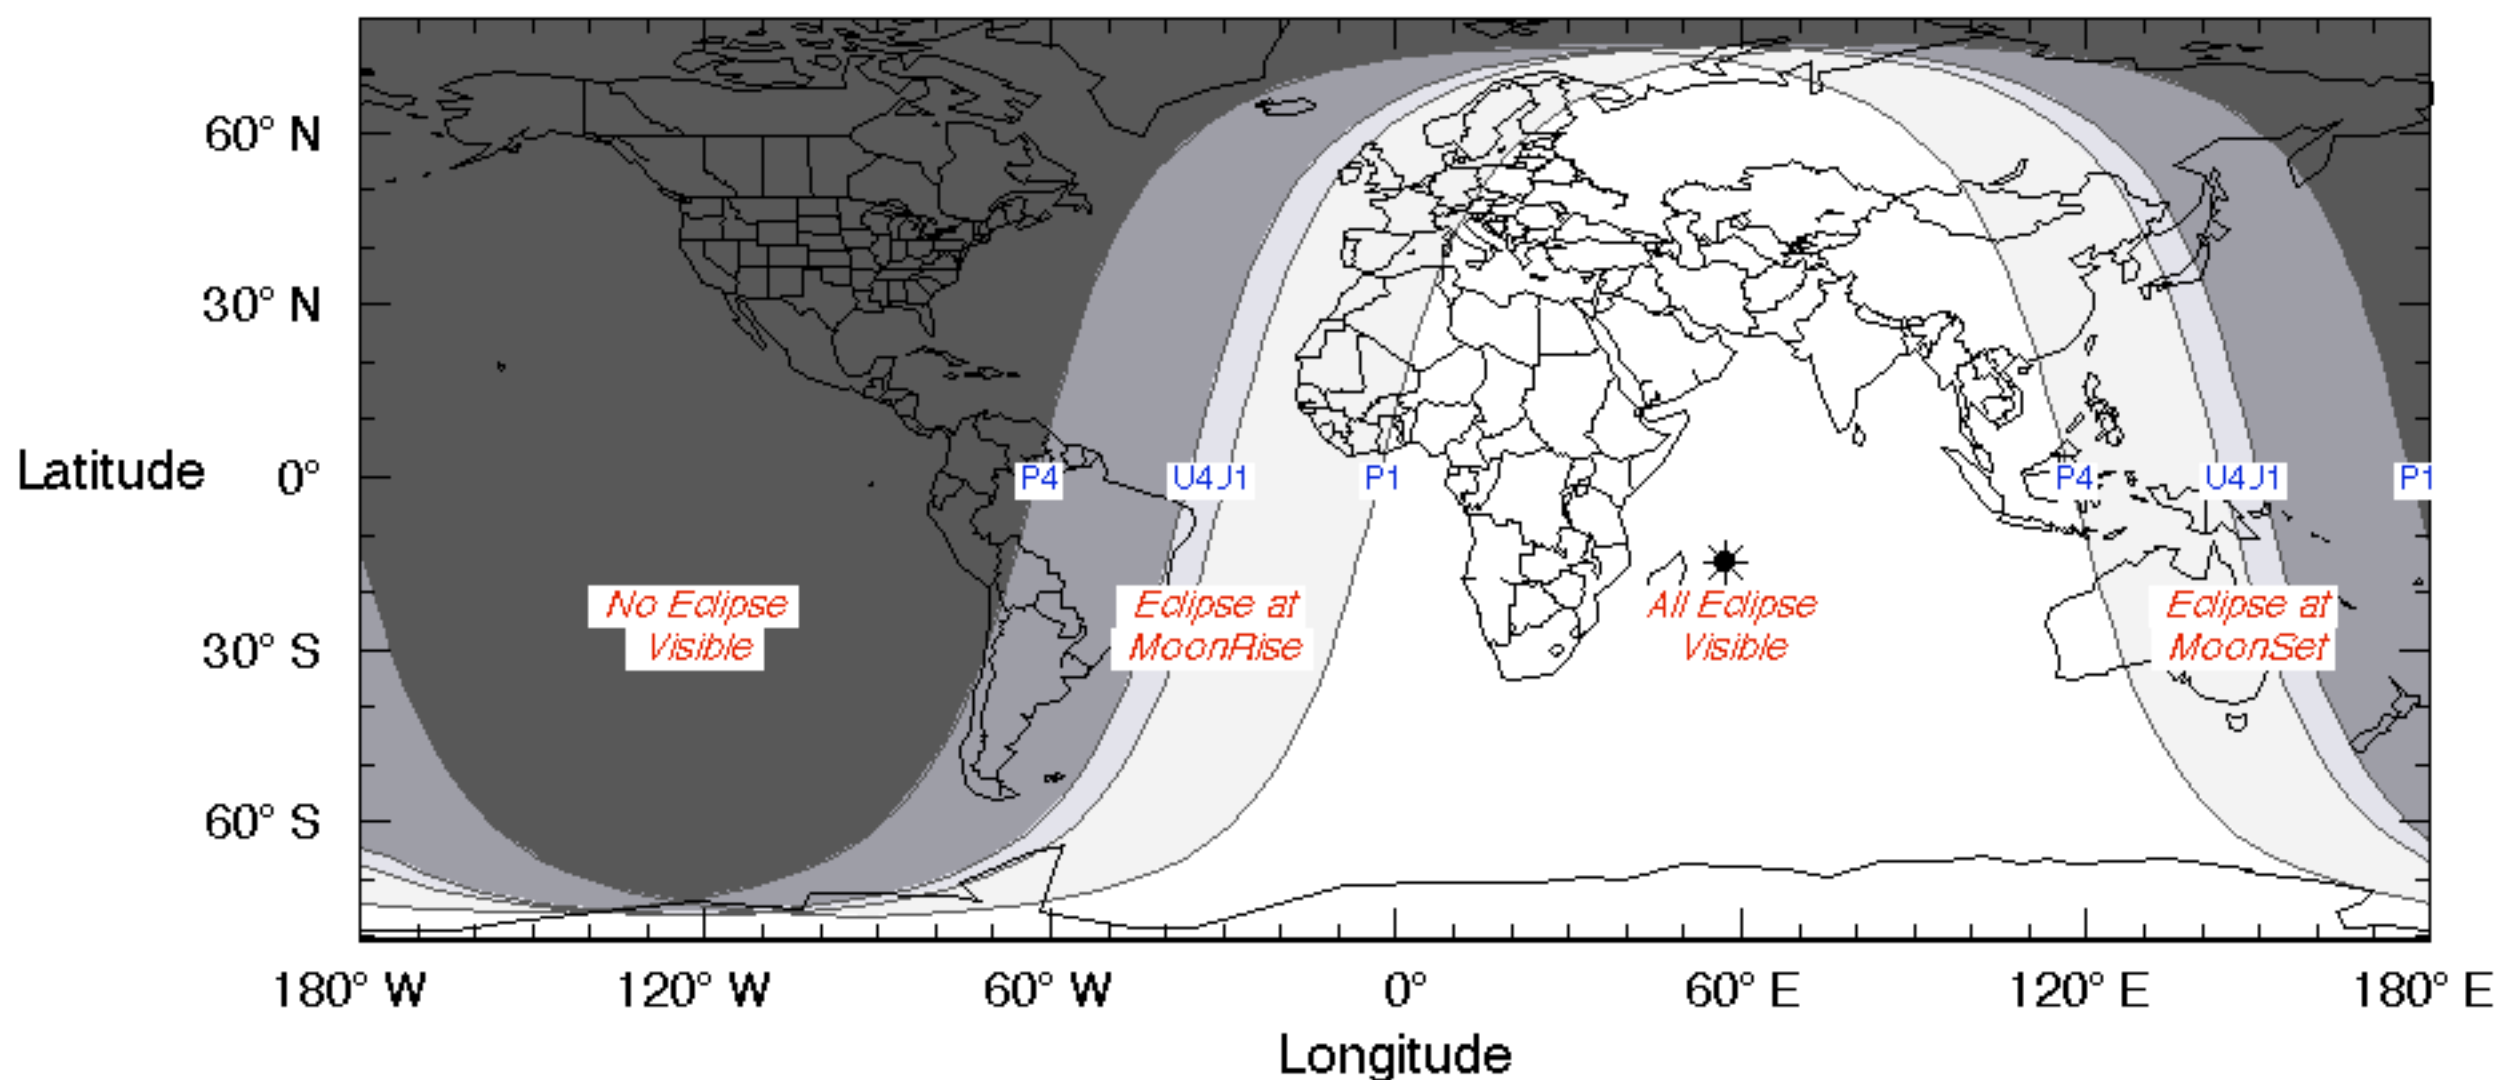 60° N
30° N
Latitude
0°
P4
U4
U1
P1
P4
U4
U1
P1
No Eclipse
Visible
Eclipse at
MoonRise
All Eclipse
Visible
Eclipse at
MoonSet
30° S
60° S
180° W
120° W
60° W
0°
60° E
120° E
180° E
Longitude